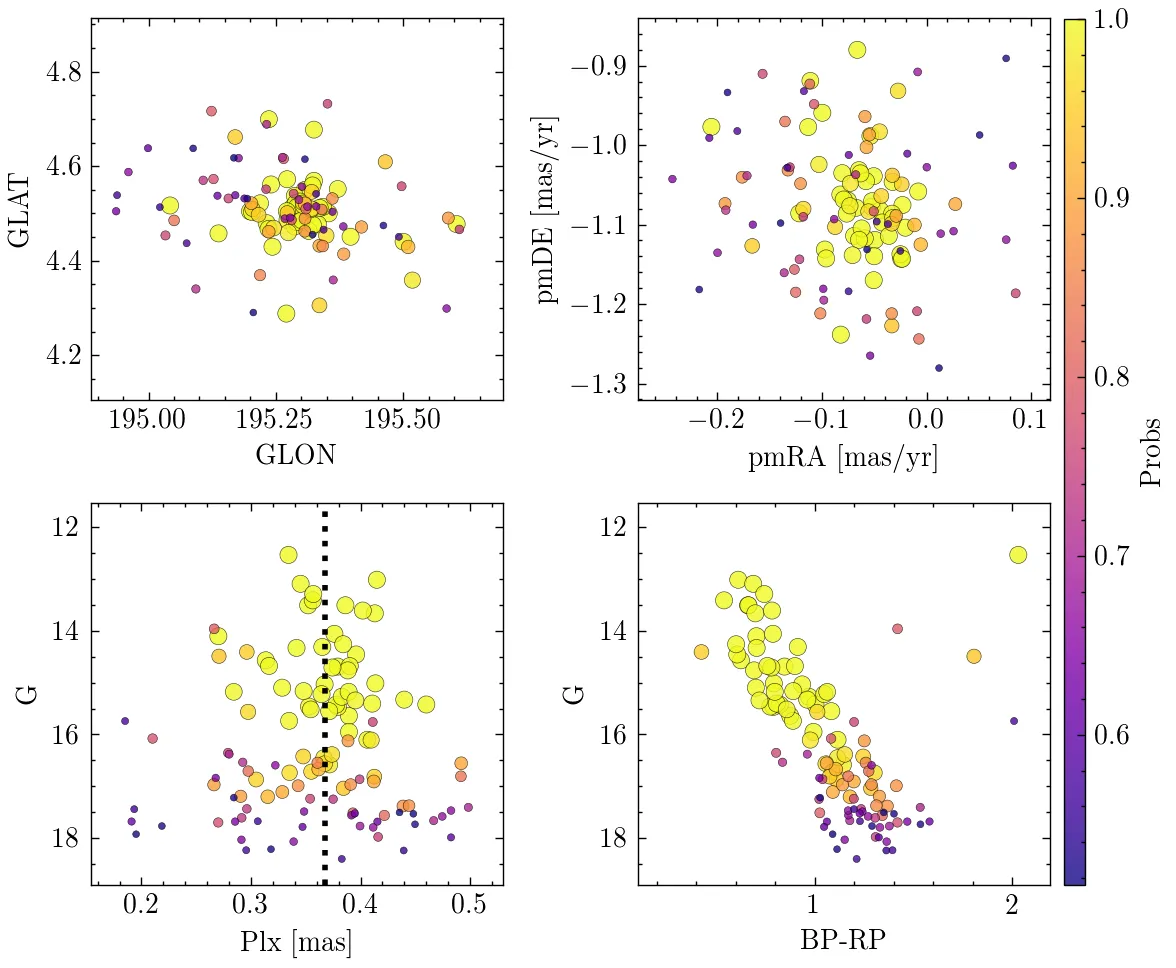 4.8
4.6
4.4
4.2
GLAT
195.00 195.25 195.50
GLON
−0.9
−1.0
−1.1
−1.2
−1.3
pmDE [mas/yr]
−0.2 −0.1 0.0 0.1
pmRA [mas/yr]
12
14
16
18
G
0.2 0.3 0.4 0.5
Plx [mas]
12
14
16
18
G
1 2
BP-RP
1.0
0.9
0.8
0.7
0.6
Probs